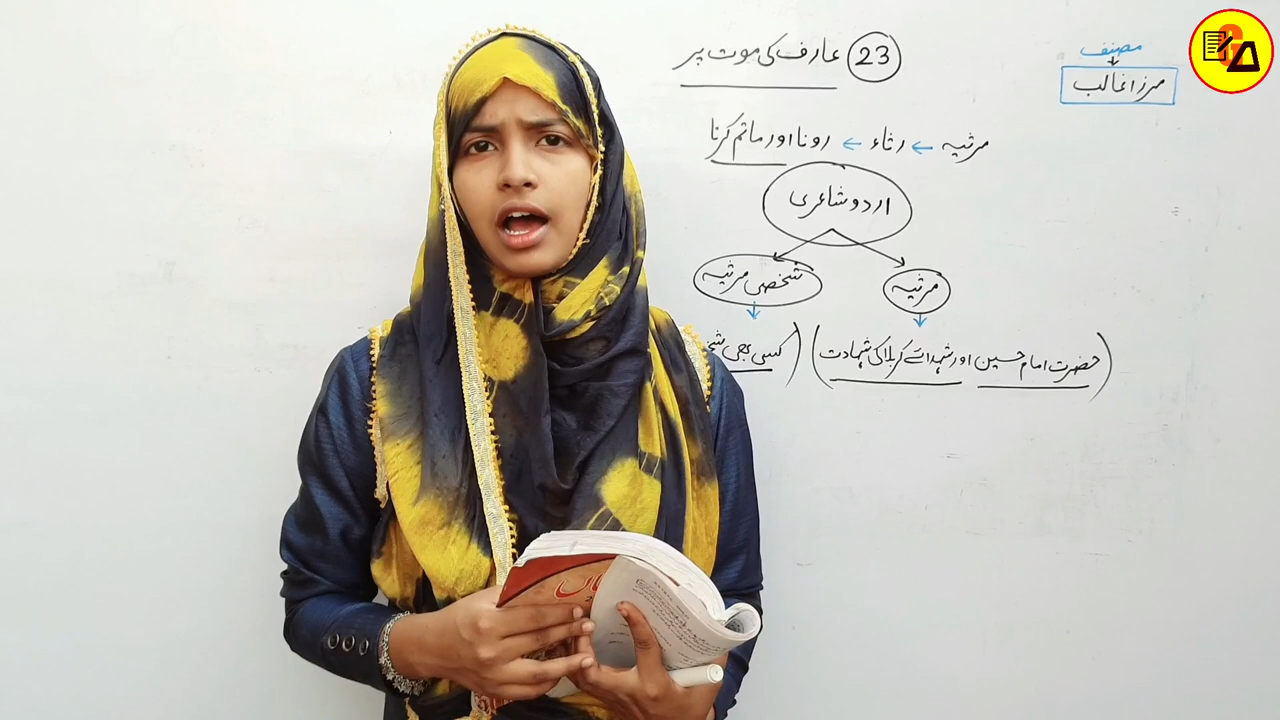 23 عارف کی موت پر
مصنف
مرزا غالب
مرثیہ ← رثاء ← رونا اور ماتم کرنا
اردو شاعری
مرثیہ
شخصی مرثیہ
(حضرت امام حسین اور شہدائے کربلا کی شہادت)
(کسی بھی